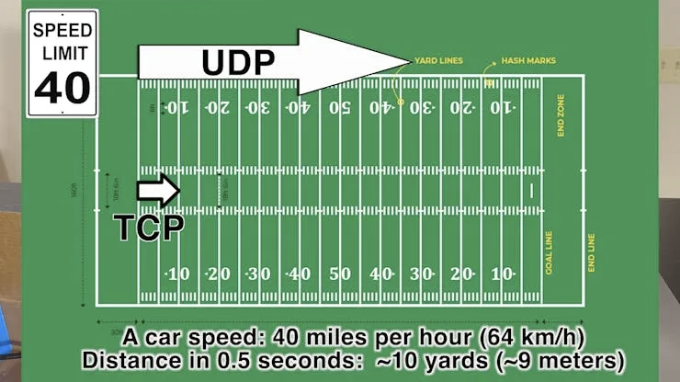 SPEED
LIMIT
40
UDP
YARD LINES
HASH MARKS
10 20 30 40 50 40 30 20 10
END ZONE
TCP
GOAL LINE
END LINE
10 20 30 40 50 40 30 20 10
A car speed: 40 miles per hour (64 km/h)
Distance in 0.5 seconds: ~10 yards (~9 meters)